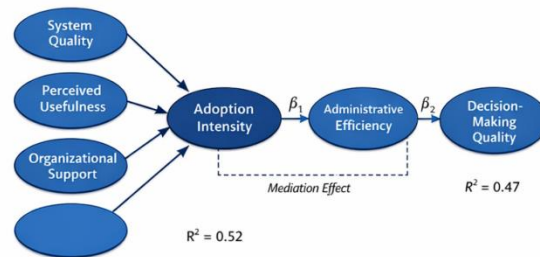 System
Quality
Perceived
Usefulness
Organizational
Support
Adoption
Intensity
β1
Administrative
Efficiency
β2
Decision-
Making
Quality
Mediation Effect
R² = 0.52
R² = 0.47